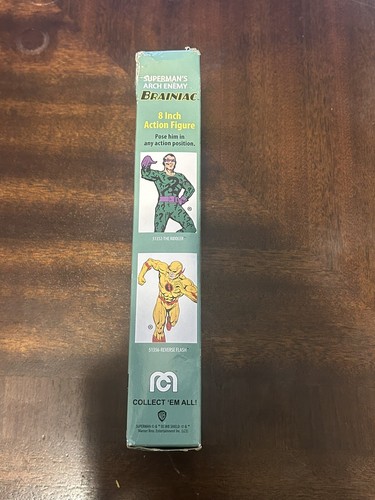 SUPERMAN'S
ARCH ENEMY
BRAINIAC
8 Inch
Action Figure
Pose him in
any action position.
THE RIDDLER
REVERSE FLASH
COLLECT 'EM ALL!